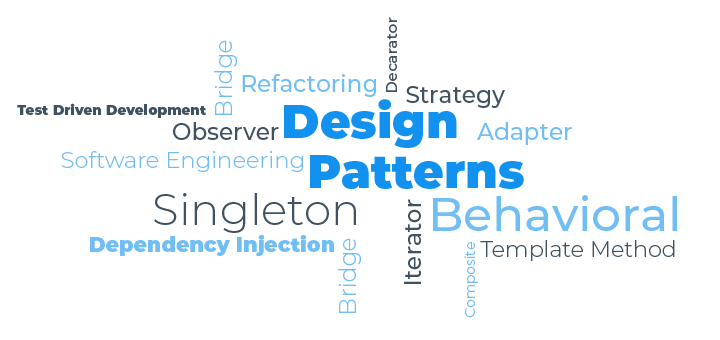 Decarator
Bridge
Refactoring
Strategy
Test Driven Development
Design
Observer
Adapter
Software Engineering
Patterns
Singleton
Behavioral
Iterator
Dependency Injection
Bridge
Composite
Template Method